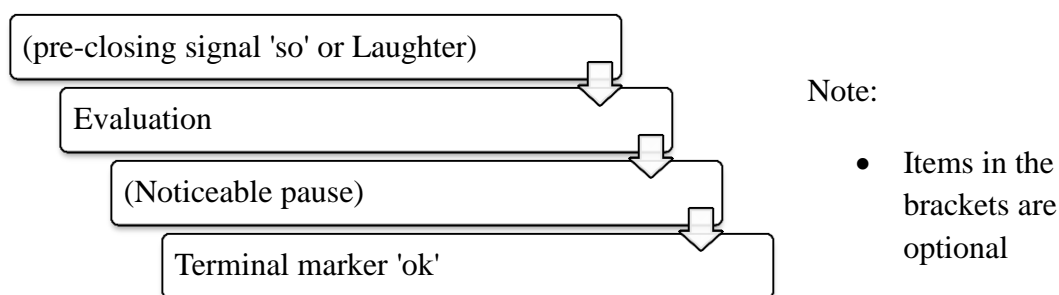 (pre-closing signal 'so' or Laughter)
Evaluation
(Noticeable pause)
Terminal marker 'ok'
Note:
• Items in the
brackets are
optional